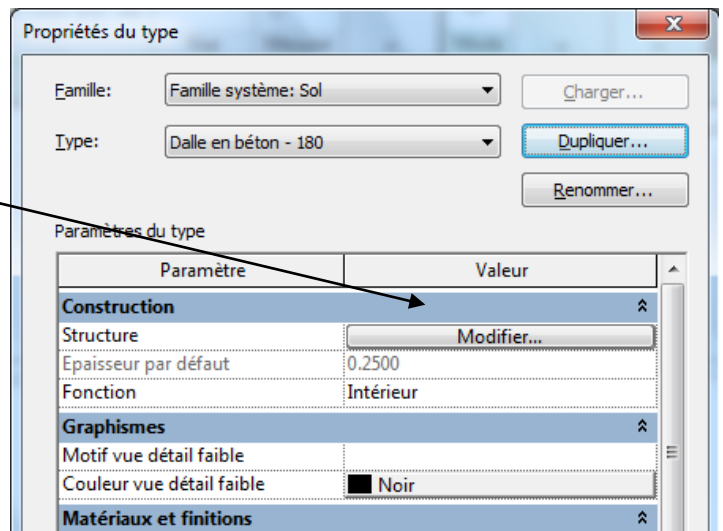 Propriétés du type
Famille: Famille système: Sol Charger...
Type: Dalle en béton - 180 Dupliquer...
Renommer...
Paramètres du type
Paramètre Valeur
Construction
Structure Modifier...
Epaisseur par défaut 0.2500
Fonction Intérieur
Graphismes
Motif vue détail faible
Couleur vue détail faible Noir
Matériaux et finitions